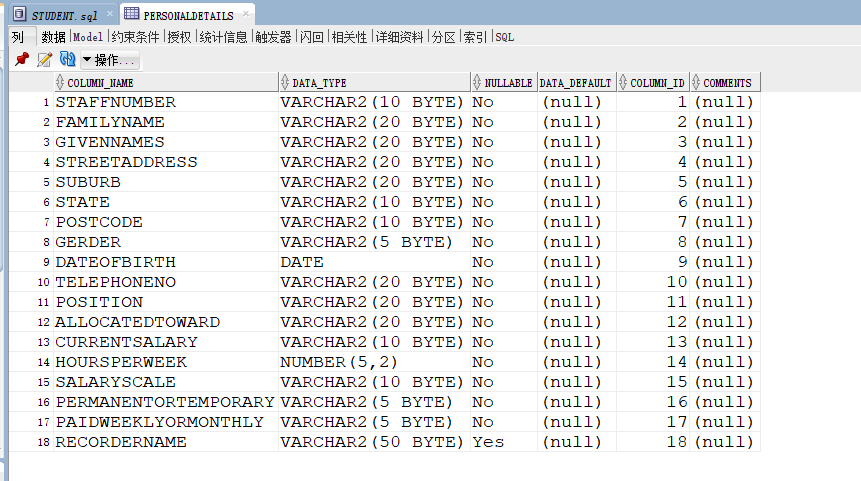 STUDENT.sql × PERSONALDETAILS ×
列 数据 Model 约束条件 授权 统计信息 触发器 闪回 相关性 详细资料 分区 索引 SQL
操作...
COLUMN_NAME DATA_TYPE NULLABLE DATA_DEFAULT COLUMN_ID COMMENTS
1 STAFFNUMBER VARCHAR2(10 BYTE) No (null) 1 (null)
2 FAMILYNAME VARCHAR2(20 BYTE) No (null) 2 (null)
3 GIVENNAMES VARCHAR2(20 BYTE) No (null) 3 (null)
4 STREETADDRESS VARCHAR2(20 BYTE) No (null) 4 (null)
5 SUBURB VARCHAR2(20 BYTE) No (null) 5 (null)
6 STATE VARCHAR2(10 BYTE) No (null) 6 (null)
7 POSTCODE VARCHAR2(10 BYTE) No (null) 7 (null)
8 GERDER VARCHAR2(5 BYTE) No (null) 8 (null)
9 DATEOFBIRTH DATE No (null) 9 (null)
10 TELEPHONENO VARCHAR2(20 BYTE) No (null) 10 (null)
11 POSITION VARCHAR2(20 BYTE) No (null) 11 (null)
12 ALLOCATEDTOWARD VARCHAR2(20 BYTE) No (null) 12 (null)
13 CURRENTSALARY VARCHAR2(10 BYTE) No (null) 13 (null)
14 HOURSPERWEEK NUMBER(5,2) No (null) 14 (null)
15 SALARYSCALE VARCHAR2(10 BYTE) No (null) 15 (null)
16 PERMANENTORTEMPORARY VARCHAR2(5 BYTE) No (null) 16 (null)
17 PAIDWEEKLYORMONTHLY VARCHAR2(5 BYTE) No (null) 17 (null)
18 RECORDERNAME VARCHAR2(50 BYTE) Yes (null) 18 (null)